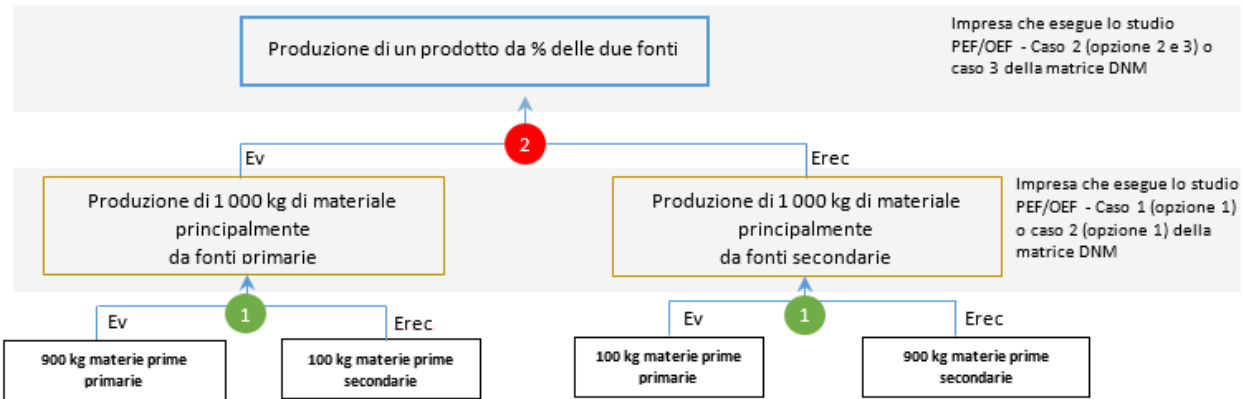 Produzione di un prodotto da % delle due fonti
Impresa che esegue lo studio
PEF/OEF - Caso 2 (opzione 2 e 3) o
caso 3 della matrice DNM
2
Ev
Erec
Produzione di 1 000 kg di materiale
principalmente
da fonti primarie
Produzione di 1 000 kg di materiale
principalmente
da fonti secondarie
Impresa che esegue lo studio
PEF/OEF - Caso 1 (opzione 1)
o caso 2 (opzione 1) della
matrice DNM
1
1
Ev
Erec
Ev
Erec
900 kg materie prime
primarie
100 kg materie prime
secondarie
100 kg materie prime
primarie
900 kg materie prime
secondarie